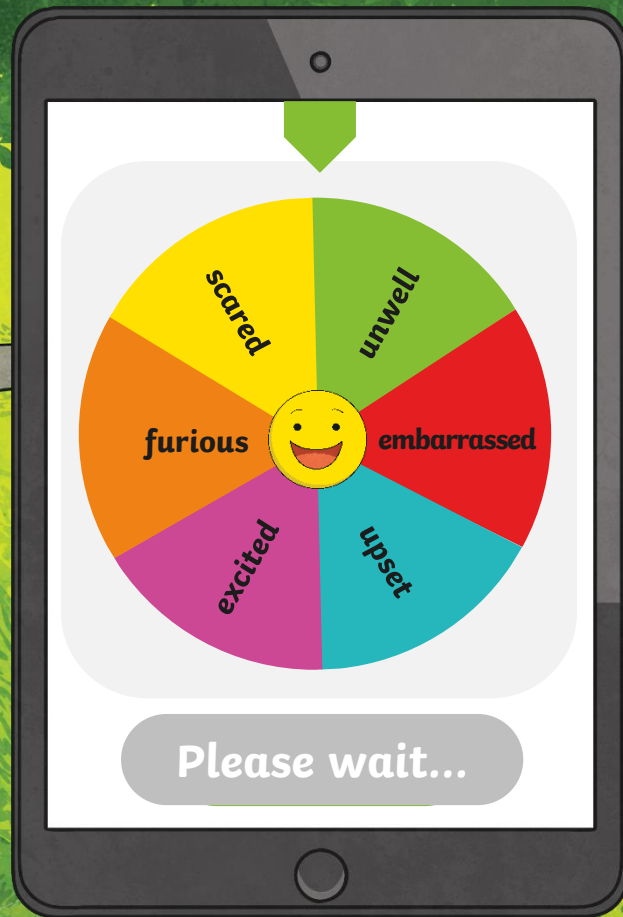 scared
unwell
furious
embarrassed
excited
upset
Please wait...